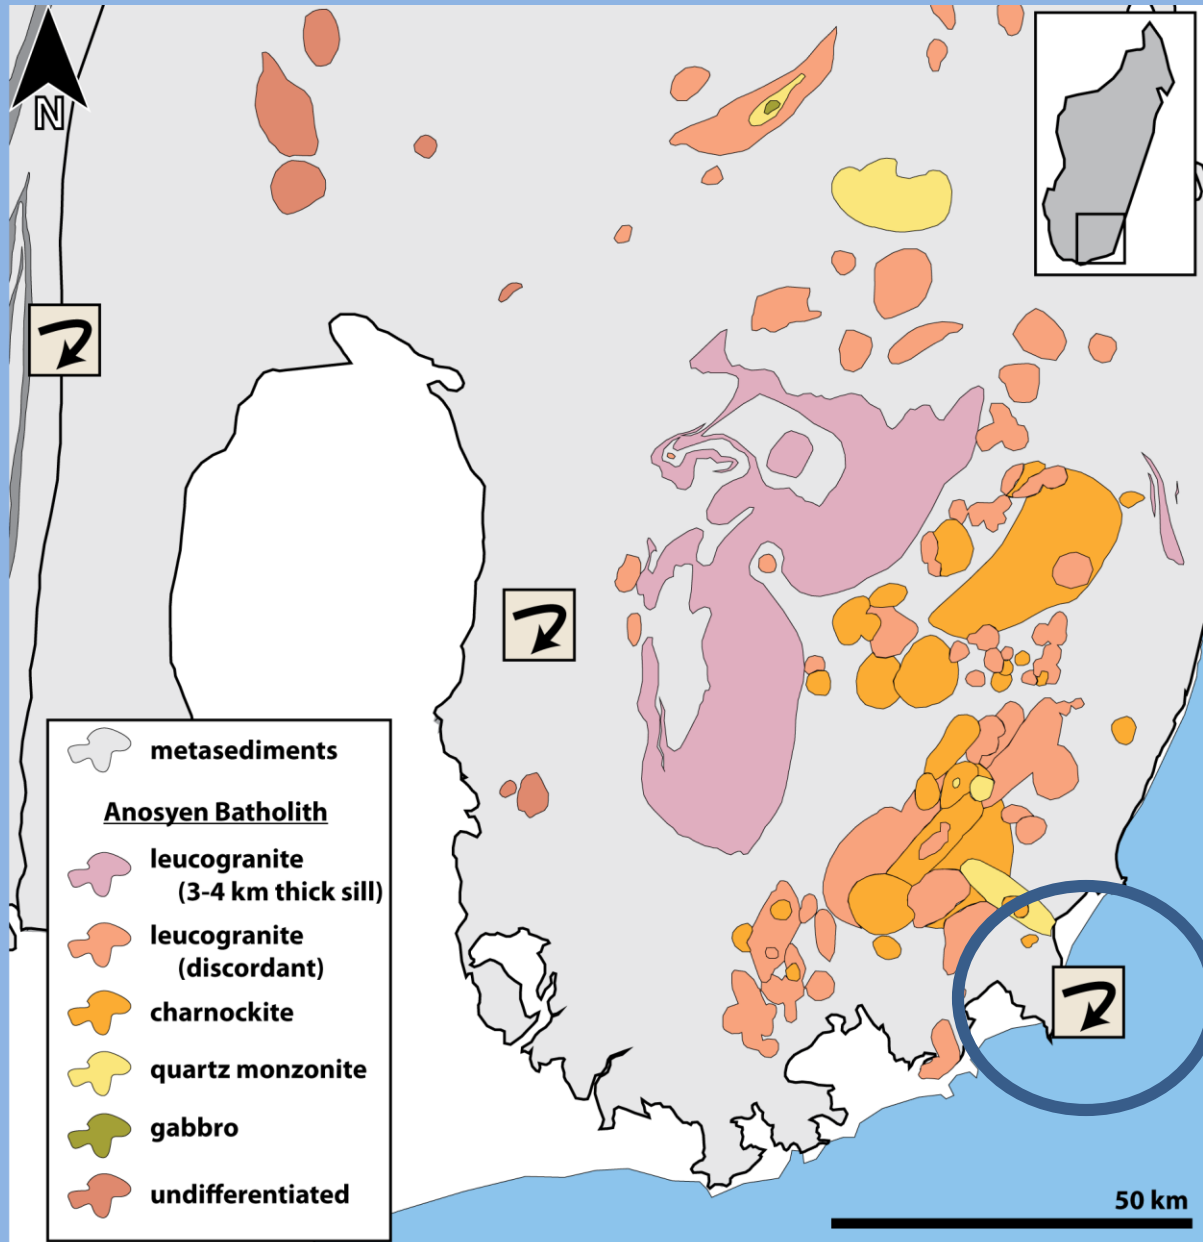 N
metasediments
Anosyen Batholith
leucogranite
(3-4 km thick sill)
leucogranite
(discordant)
charnockite
quartz monzonite
gabbro
undifferentiated
50 km